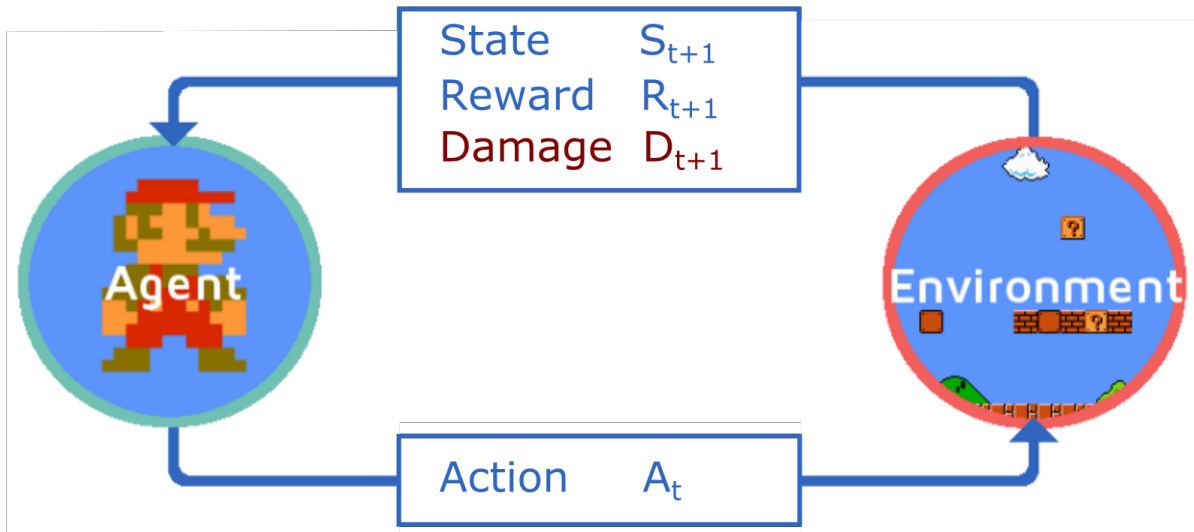 State S_{t+1}
Reward R_{t+1}
Damage D_{t+1}
Agent
Environment
?
?
Action A_t